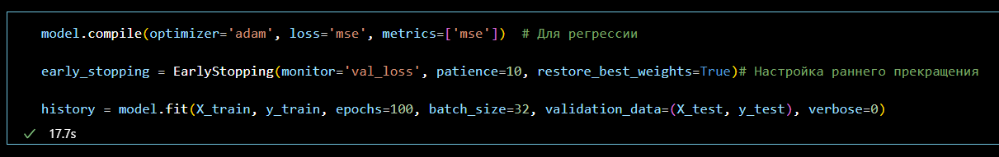 model.compile(optimizer='adam', loss='mse', metrics=['mse'])  # Для регрессии
early_stopping = EarlyStopping(monitor='val_loss', patience=10, restore_best_weights=True)# Настройка раннего прекращения
history = model.fit(X_train, y_train, epochs=100, batch_size=32, validation_data=(X_test, y_test), verbose=0)
✓ 17.7s